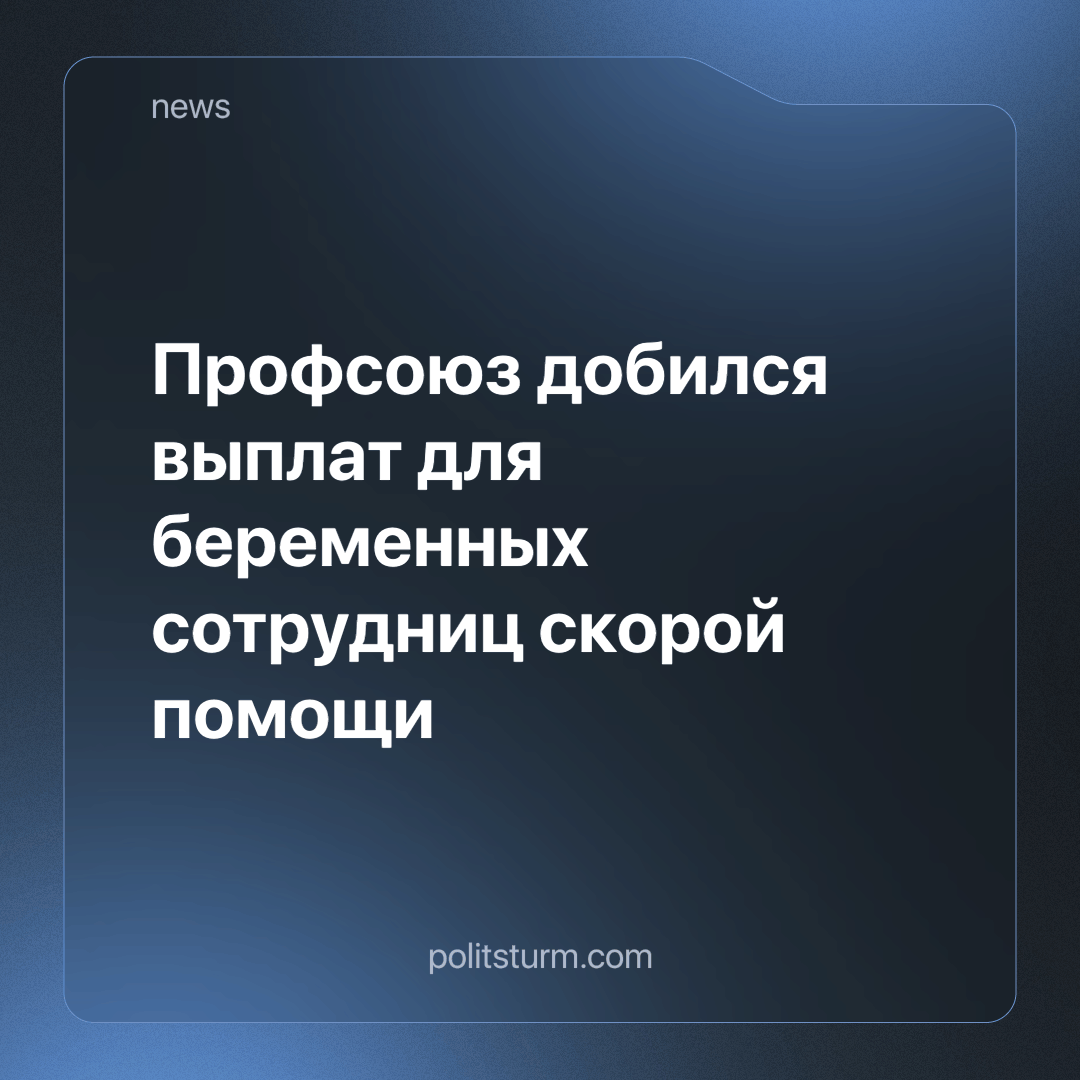 news
Профсоюз добился
выплат для
беременных
сотрудниц скорой
помощи
politsturm.com